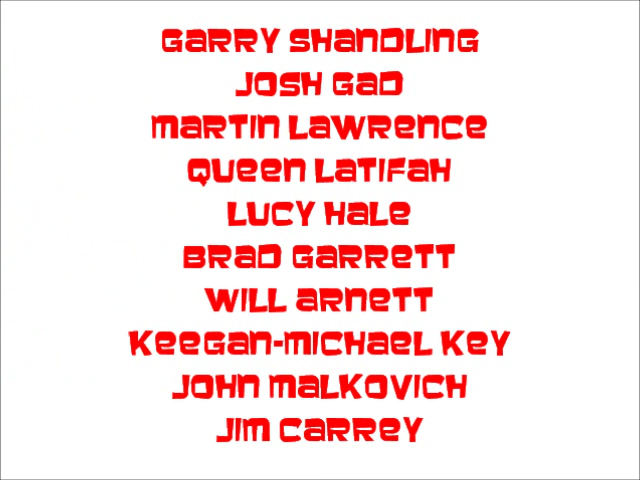 GARRY SHANDLING
JOSH GAD
MARTIN LAWRENCE
QUEEN LATIFAH
LUCY HALE
BRAD GARRETT
WILL ARNETT
KEEGAN-MICHAEL KEY
JOHN MALKOVICH
JIM CARREY